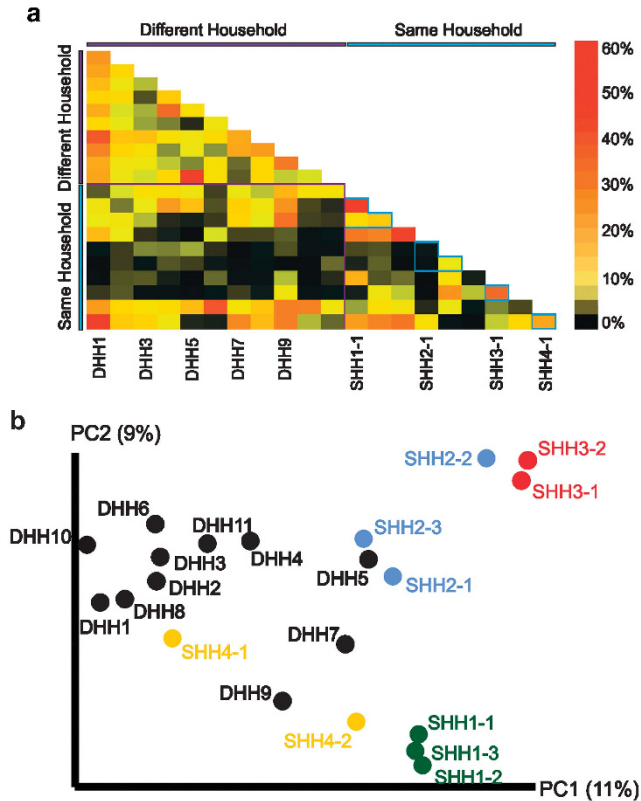 a
Different Household
Same Household
Different Household
Same Household
60%
50%
40%
30%
20%
10%
0%
DHH1
DHH3
DHH5
DHH7
DHH9
SHH1-1
SHH2-1
SHH3-1
SHH4-1
b
PC2 (9%)
SHH2-2
SHH3-2
SHH3-1
DHH6
DHH10
DHH11
SHH2-3
DHH3
DHH4
DHH5
DHH2
SHH2-1
DHH8
DHH1
DHH7
SHH4-1
DHH9
SHH4-2
SHH1-1
SHH1-3
SHH1-2
PC1 (11%)